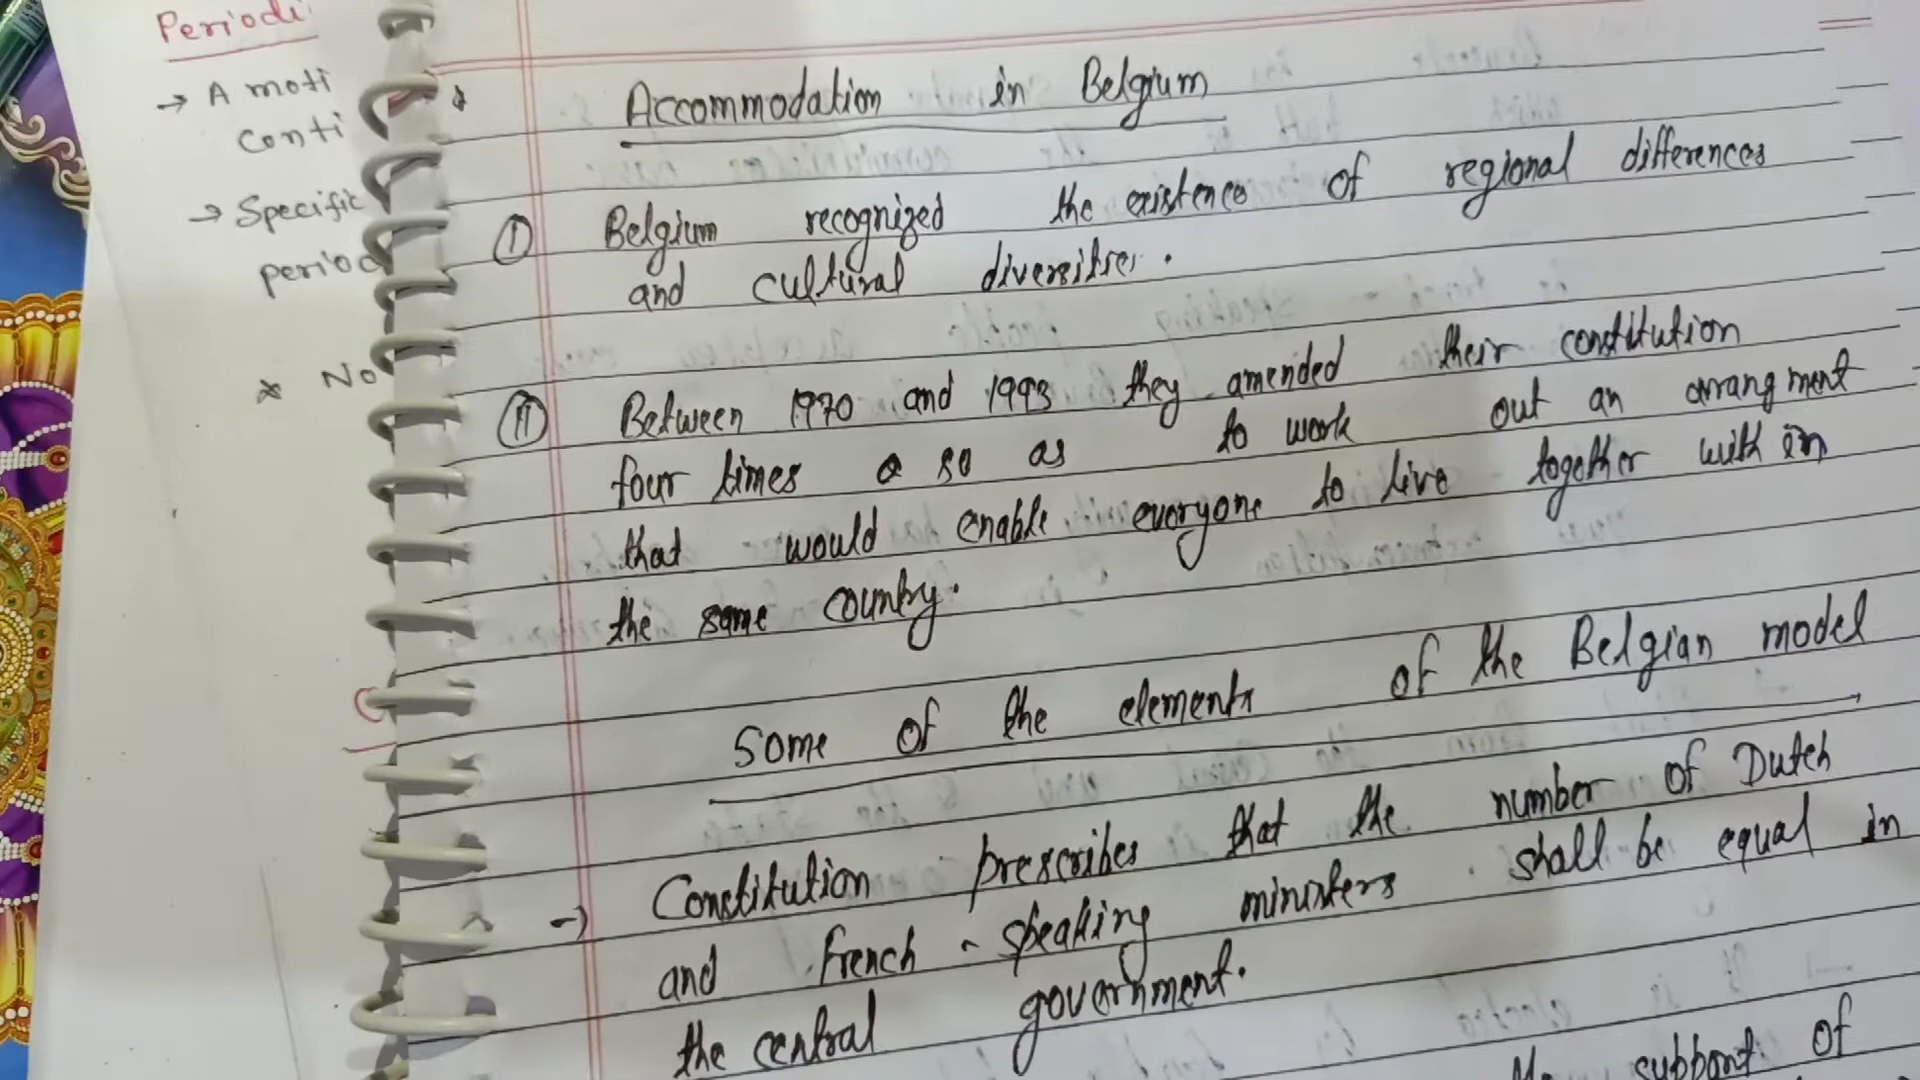 Periodi
→ A moti
conti
→ Specific
period
* No
Accommodation in Belgium
I Belgium recognized the existence of regional differences
and cultural diversities.
II Between 1970 and 1993 they amended their constitution
four times so as to work out an arrangment
that would enable everyone to live together with in
the same country.
Some of the elements of the Belgian model
→ Constitution prescribes that the number of Dutch
and French - speaking ministers shall be equal in
the central government.
support of